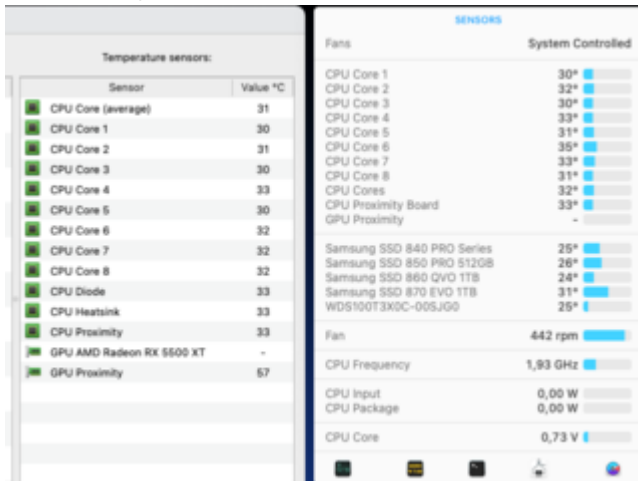 Temperature sensors:
Sensor Value °C
CPU Core (average) 31
CPU Core 1 30
CPU Core 2 31
CPU Core 3 30
CPU Core 4 33
CPU Core 5 30
CPU Core 6 32
CPU Core 7 32
CPU Core 8 32
CPU Diode 33
CPU Heatsink 33
CPU Proximity 33
GPU AMD Radeon RX 5500 XT -
GPU Proximity 57
SENSORS
Fans System Controlled
CPU Core 1 30°
CPU Core 2 32°
CPU Core 3 30°
CPU Core 4 33°
CPU Core 5 31°
CPU Core 6 35°
CPU Core 7 33°
CPU Core 8 31°
CPU Cores 32°
CPU Proximity Board 33°
GPU Proximity -
Samsung SSD 840 PRO Series 25°
Samsung SSD 850 PRO 512GB 26°
Samsung SSD 860 QVO 1TB 24°
Samsung SSD 870 EVO 1TB 31°
WDS100T3X0C-00SJG0 25°
Fan 442 rpm
CPU Frequency 1,93 GHz
CPU Input 0,00 W
CPU Package 0,00 W
CPU Core 0,73 V